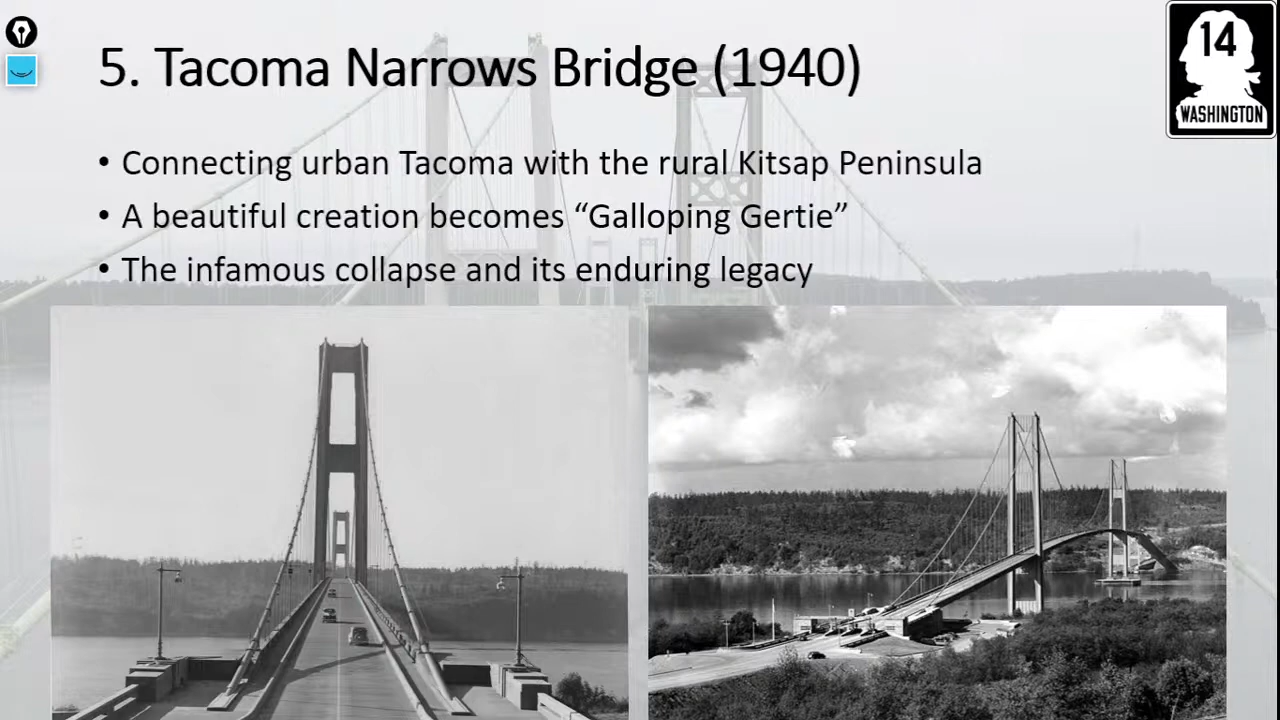 5. Tacoma Narrows Bridge (1940)
14
WASHINGTON
• Connecting urban Tacoma with the rural Kitsap Peninsula
• A beautiful creation becomes “Galloping Gertie”
• The infamous collapse and its enduring legacy